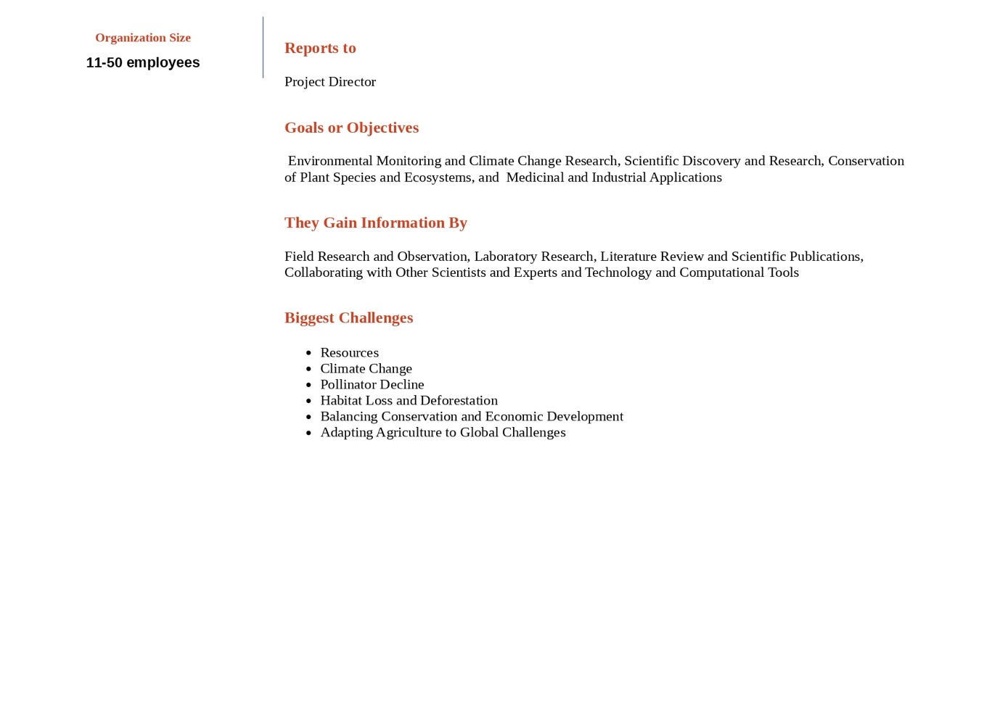 Organization Size
11-50 employees
Reports to
Project Director
Goals or Objectives
Environmental Monitoring and Climate Change Research, Scientific Discovery and Research, Conservation
of Plant Species and Ecosystems, and  Medicinal and Industrial Applications
They Gain Information By
Field Research and Observation, Laboratory Research, Literature Review and Scientific Publications,
Collaborating with Other Scientists and Experts and Technology and Computational Tools
Biggest Challenges
• Resources
• Climate Change
• Pollinator Decline
• Habitat Loss and Deforestation
• Balancing Conservation and Economic Development
• Adapting Agriculture to Global Challenges